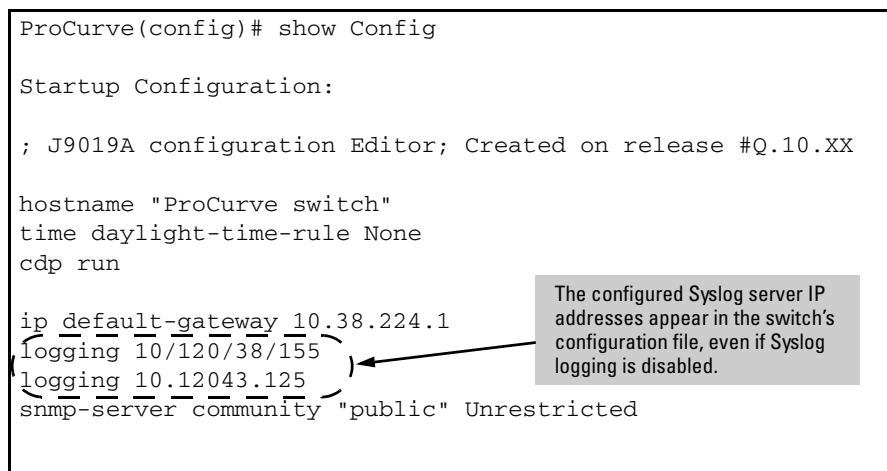 ProCurve(config)# show Config
Startup Configuration:
; J9019A configuration Editor; Created on release #Q.10.XX
hostname "ProCurve switch"
time daylight-time-rule None
cdp run
ip default-gateway 10.38.224.1
logging 10/120/38/155
logging 10.12043.125
snmp-server community "public" Unrestricted
The configured Syslog server IP
addresses appear in the switch's
configuration file, even if Syslog
logging is disabled.